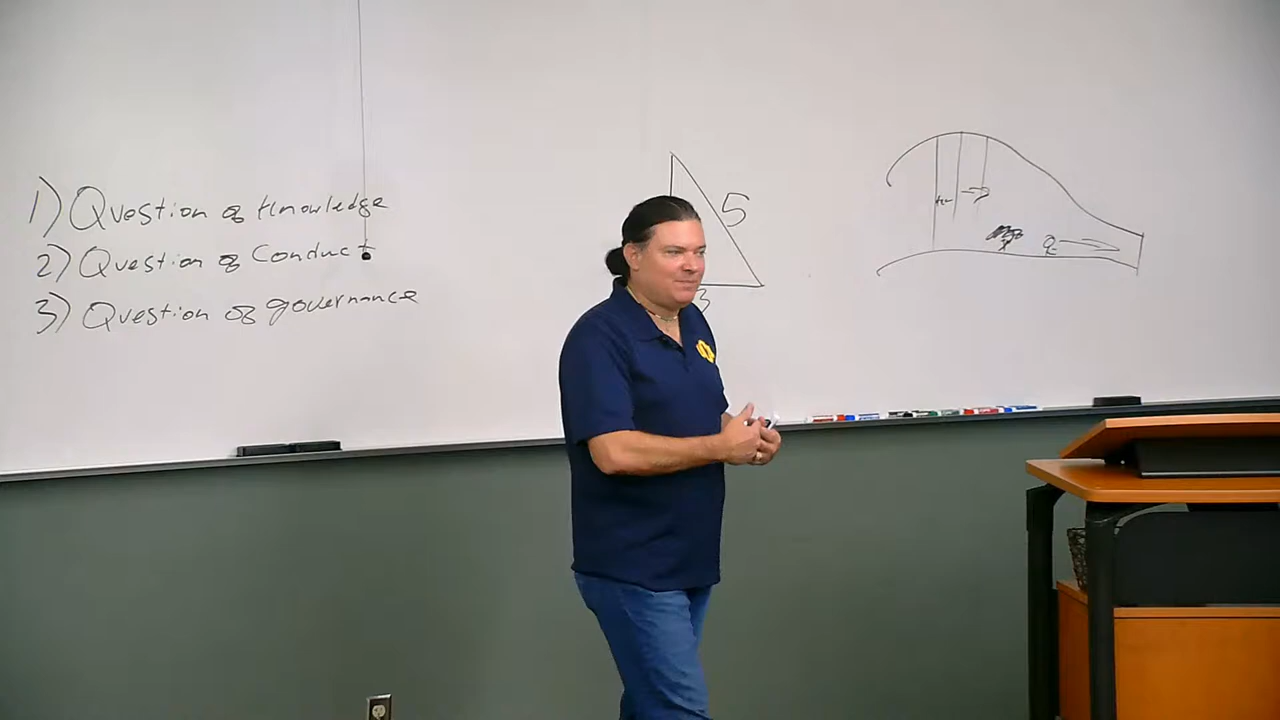 1) Question of Knowledge
2) Question of Conduct
3) Question of governance
5
3